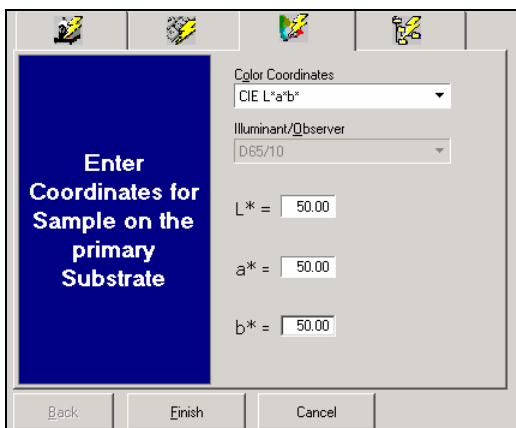 Color Coordinates
CIE L*a*b*
Illuminant/Observer
D65/10
Enter
Coordinates for
Sample on the
primary
Substrate
L* = 50.00
a* = 50.00
b* = 50.00
Back Finish Cancel